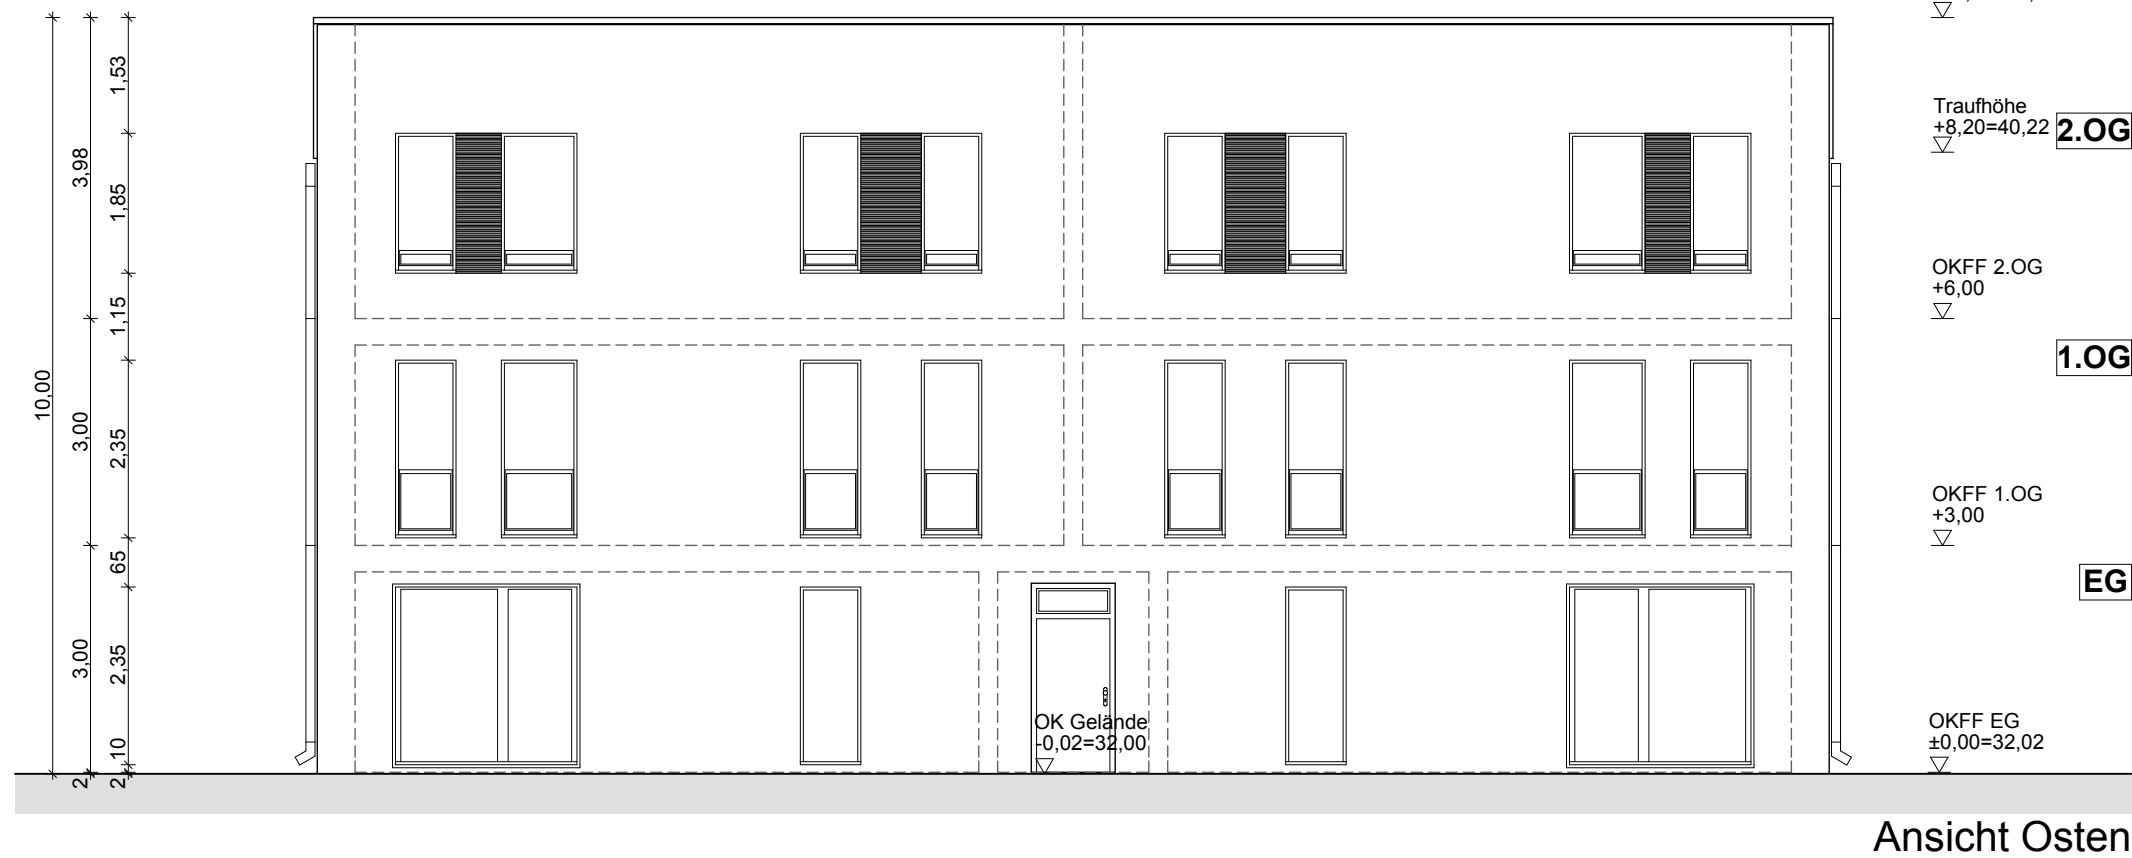 1,53
Traufhöhe
+8,20=40,22
2.OG
3,98
1,85
OKFF 2.OG
+6,00
1,15
1.OG
10,00
3,00
2,35
OKFF 1.OG
+3,00
65
EG
3,00
2,35
OK Gelände
-0,02=32,00
OKFF EG
±0,00=32,02
10
2
2
Ansicht Osten